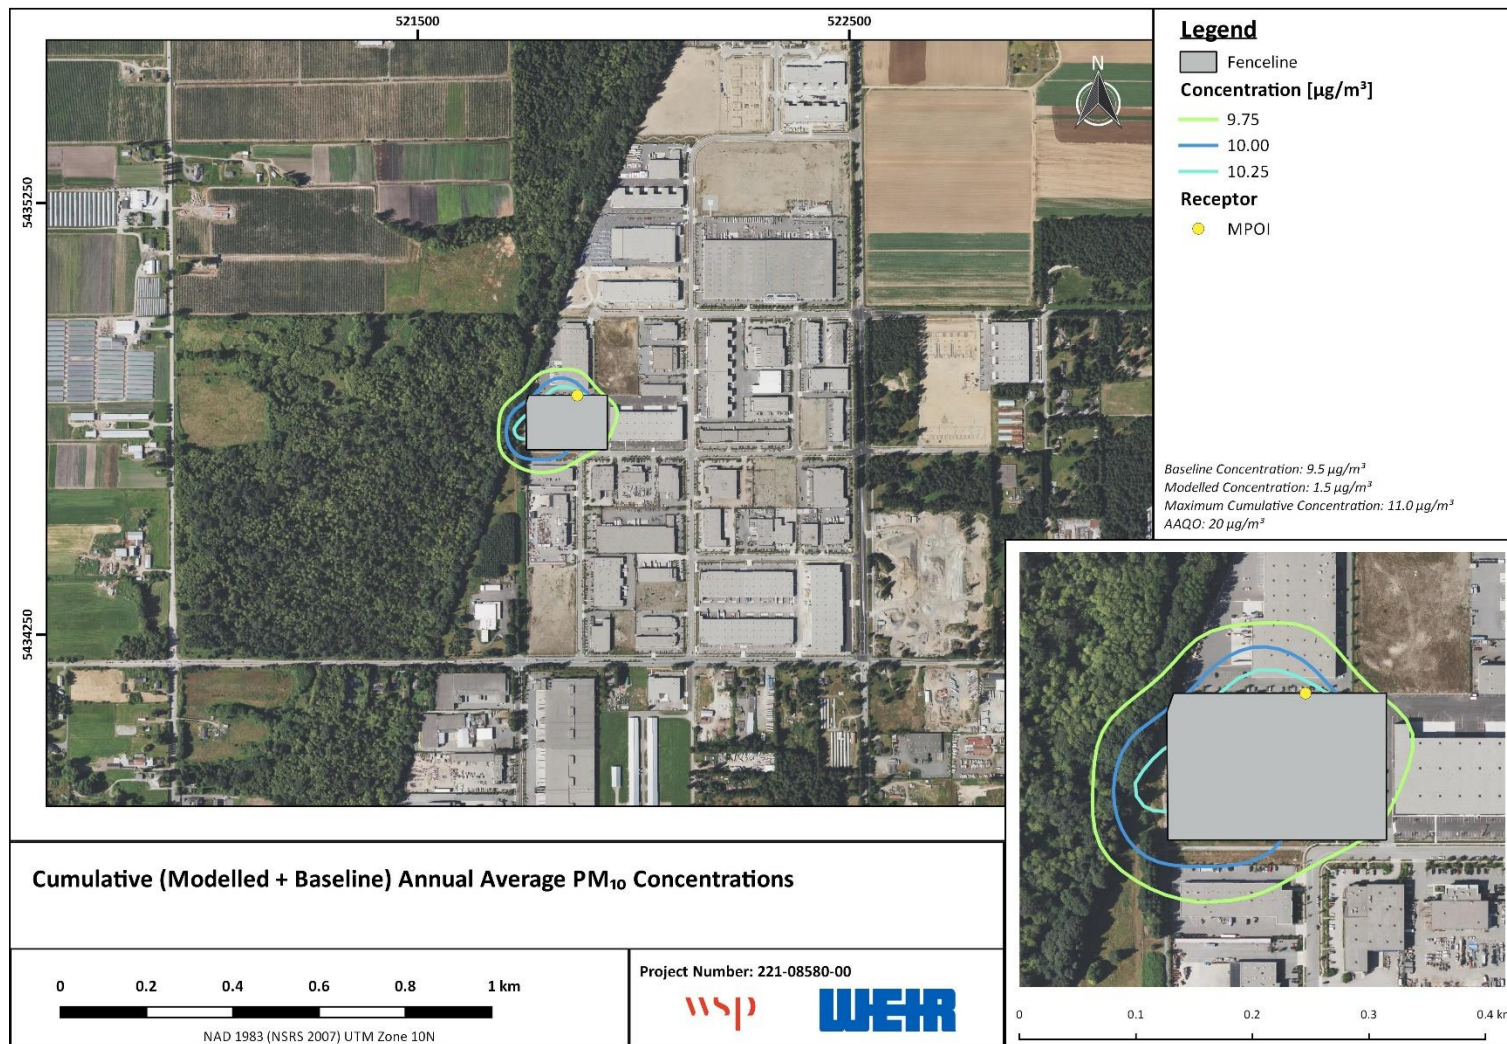 521500
522500
5435250
5434250
N
Legend
Fenceline
Concentration [µg/m³]
9.75
10.00
10.25
Receptor
MPOI
Baseline Concentration: 9.5 µg/m³
Modelled Concentration: 1.5 µg/m³
Maximum Cumulative Concentration: 11.0 µg/m³
AAQO: 20 µg/m³
Cumulative (Modelled + Baseline) Annual Average PM₁₀ Concentrations
0 0.2 0.4 0.6 0.8 1 km
NAD 1983 (NSRS 2007) UTM Zone 10N
Project Number: 221-08580-00
wsp WEIR
0 0.1 0.2 0.3 0.4 km